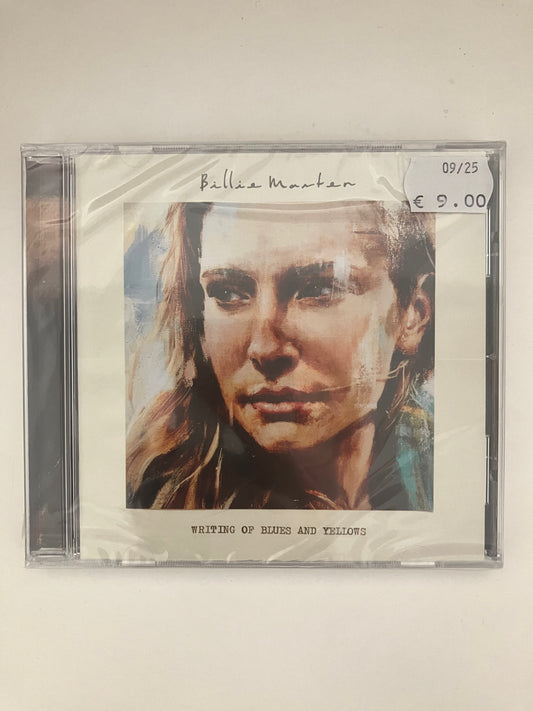 Billie Marten
09/25
€ 9.00
WRITING OF BLUES AND YELLOWS